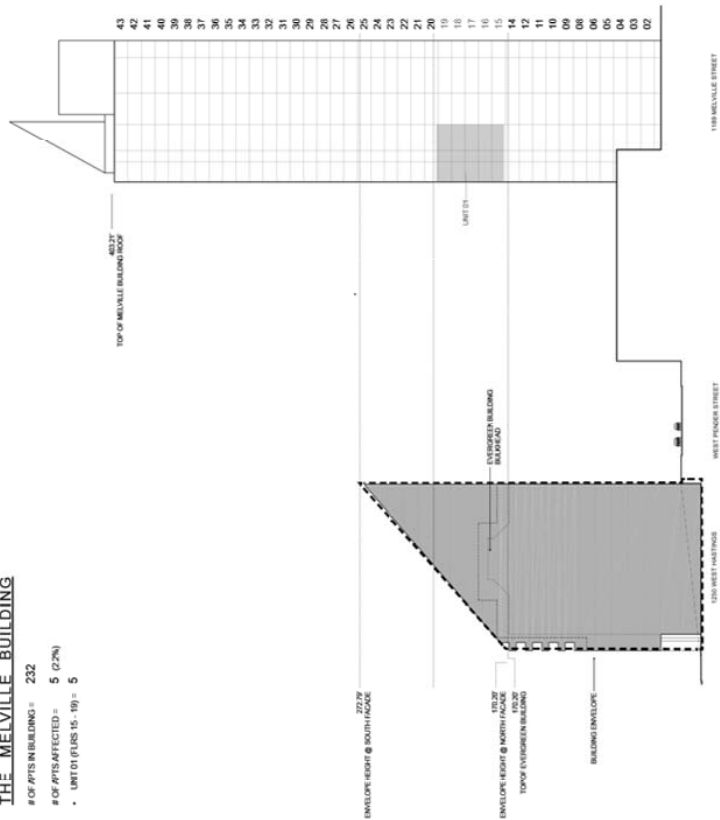 THE MELVILLE BUILDING
# OF APTS IN BUILDING = 232
# OF APTS AFFECTED = 5 (22%)
• UNIT 01 (FLRS 15 - 19) = 5
403.21'
TOP OF MELVILLE BUILDING ROOF
43
42
41
40
39
38
37
36
35
34
33
32
31
30
29
28
27
26
25
24
23
22
21
20
19
18
17
16
15
14
12
11
10
09
08
06
05
04
03
02
UNIT 01
272.79'
ENVELOPE HEIGHT @ SOUTH FACADE
EVERGREEN BUILDING
BULKHEAD
170.20'
ENVELOPE HEIGHT @ NORTH FACADE
170.20'
TOP OF EVERGREEN BUILDING
BUILDING ENVELOPE
1250 WEST HASTINGS
WEST PENDER STREET
1189 MELVILLE STREET